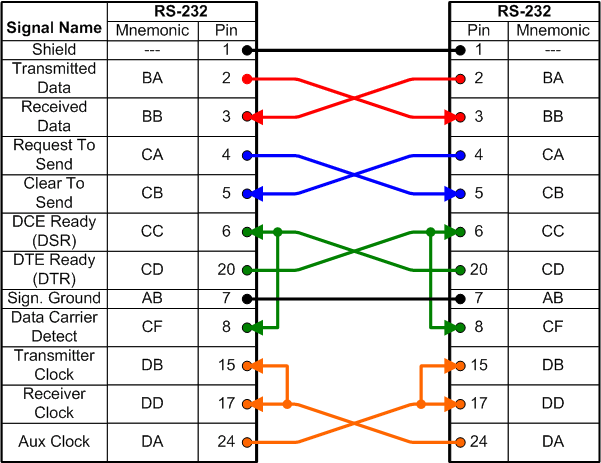 RS-232 RS-232
Signal Name Mnemonic Pin Pin Mnemonic
Shield --- 1 1 ---
Transmitted
Data BA 2 2 BA
Received
Data BB 3 3 BB
Request To
Send CA 4 4 CA
Clear To
Send CB 5 5 CB
DCE Ready
(DSR) CC 6 6 CC
DTE Ready
(DTR) CD 20 20 CD
Sign. Ground AB 7 7 AB
Data Carrier
Detect CF 8 8 CF
Transmitter
Clock DB 15 15 DB
Receiver
Clock DD 17 17 DD
Aux Clock DA 24 24 DA